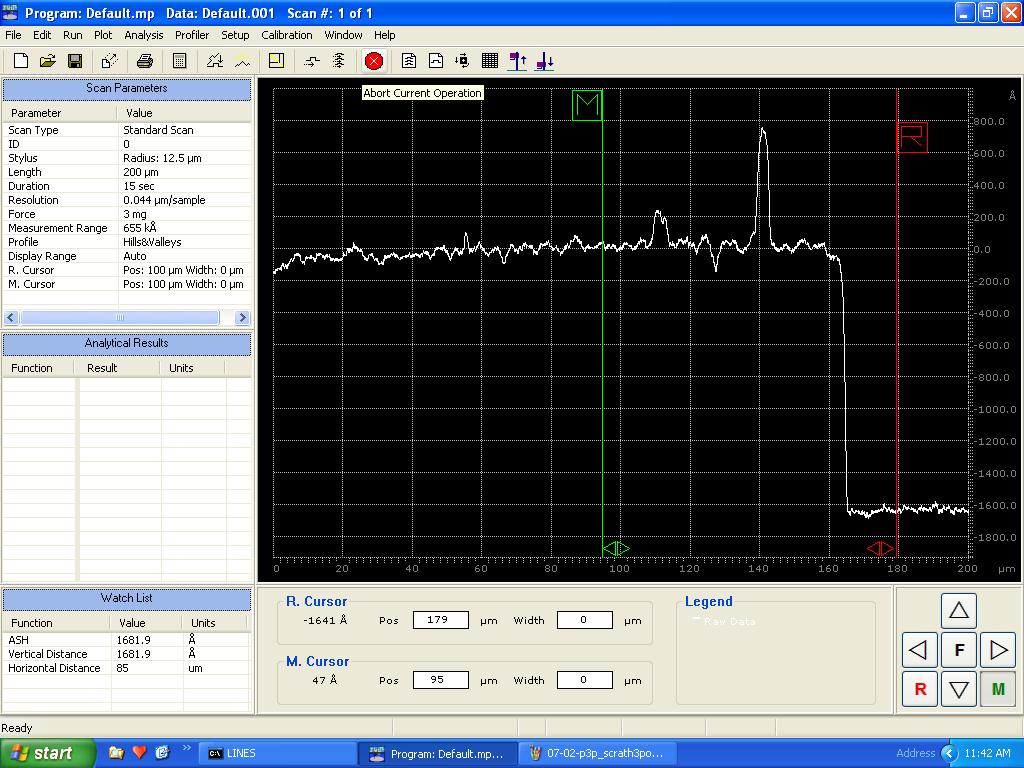 Program: Default.mp Data: Default.001 Scan #: 1 of 1
File Edit Run Plot Analysis Profiler Setup Calibration Window Help
Abort Current Operation
Scan Parameters
Parameter Value
Scan Type Standard Scan
ID 0
Stylus Radius: 12.5 µm
Length 200 µm
Duration 15 sec
Resolution 0.044 µm/sample
Force 3 mg
Measurement Range 655 kÅ
Profile Hills&Valleys
Display Range Auto
R. Cursor Pos: 100 µm Width: 0 µm
M. Cursor Pos: 100 µm Width: 0 µm
Analytical Results
Function Result Units
Watch List
Function Value Units
ASH 1681.9 Å
Vertical Distance 1681.9 Å
Horizontal Distance 85 um
M
R
Å
800.0
600.0
400.0
200.0
0.0
-200.0
-400.0
-600.0
-800.0
-1000.0
-1200.0
-1400.0
-1600.0
-1800.0
0 20 40 60 80 100 120 140 160 180 200 µm
R. Cursor
-1641 Å Pos 179 µm Width 0 µm
M. Cursor
47 Å Pos 95 µm Width 0 µm
Legend
Raw Data
F
R M
Ready
start LINES Program: Default.mp... 07-02-p3p_scrath3po... Address 11:42 AM